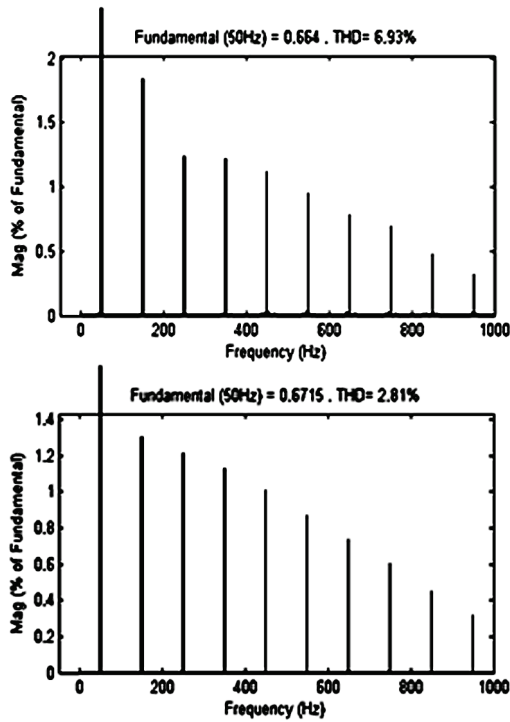 Fundamental (50Hz) = 0.664 . THD= 6.93%
2
1.5
1
0.5
0
Mag (% of Fundamental)
0 200 400 600 800 1000
Frequency (Hz)
Fundamental (50Hz) = 0.6715 . THD= 2.81%
1.4
1.2
1
0.8
0.6
0.4
0.2
0
Mag (% of Fundamental)
0 200 400 600 800 1000
Frequency (Hz)